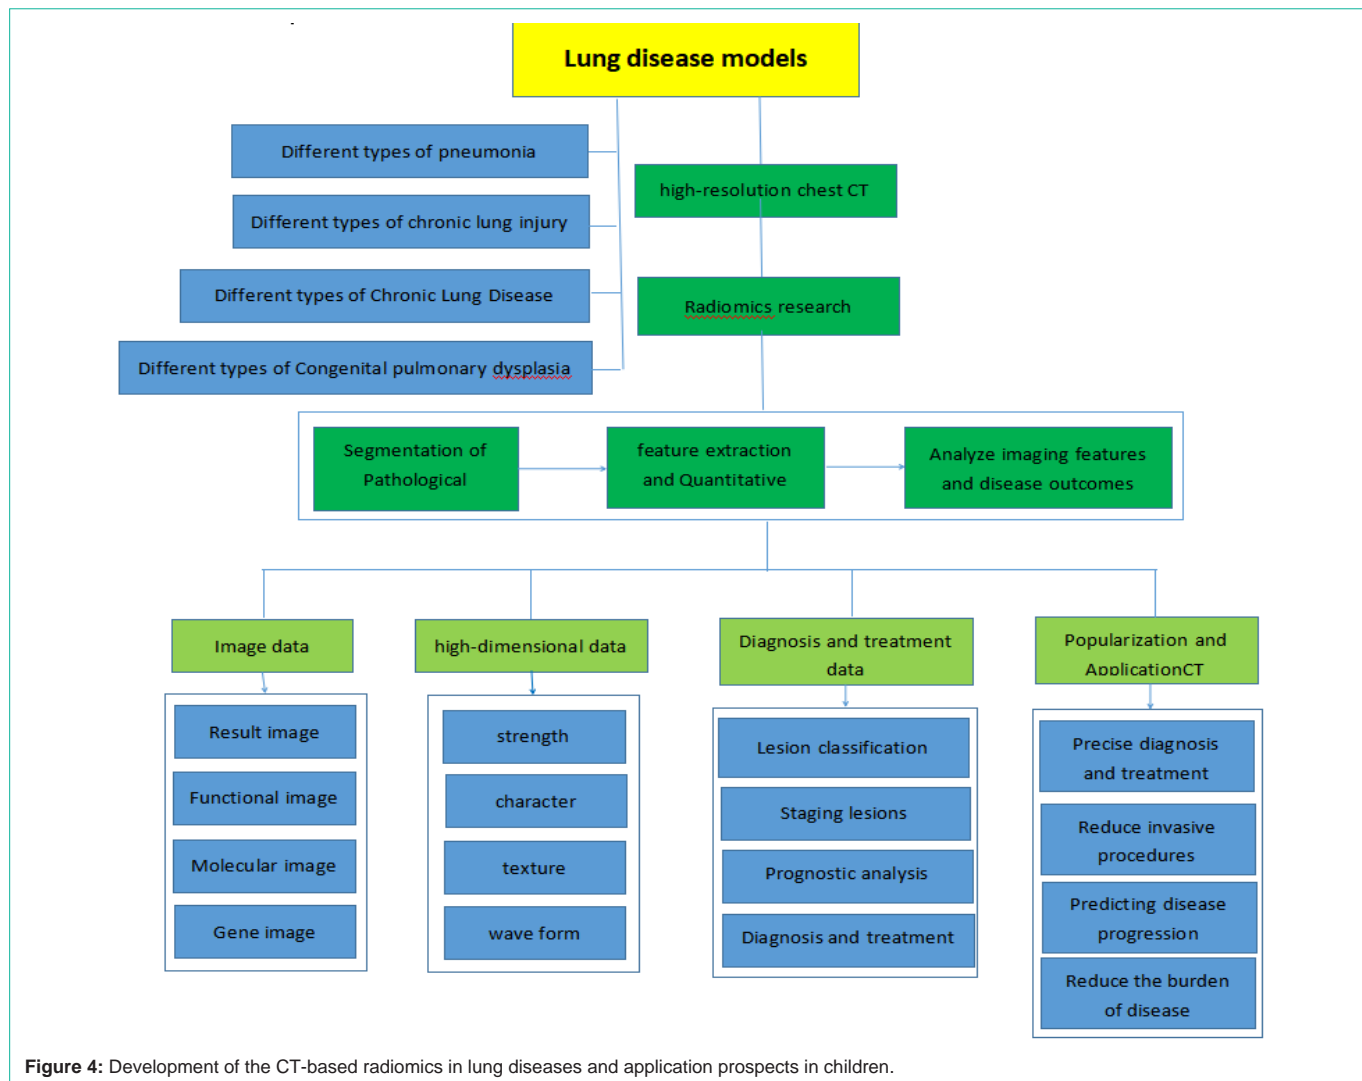 Lung disease models
Different types of pneumonia
high-resolution chest CT
Different types of chronic lung injury
Different types of Chronic Lung Disease
Radiomics research
Different types of Congenital pulmonary dysplasia
Segmentation of
Pathological
feature extraction
and Quantitative
Analyze imaging features
and disease outcomes
Image data
high-dimensional data
Diagnosis and treatment
data
Popularization and
ApplicationCT
Result image
Functional image
Molecular image
Gene image
strength
character
texture
wave form
Lesion classification
Staging lesions
Prognostic analysis
Diagnosis and treatment
Precise diagnosis
and treatment
Reduce invasive
procedures
Predicting disease
progression
Reduce the burden
of disease
Figure 4: Development of the CT-based radiomics in lung diseases and application prospects in children.